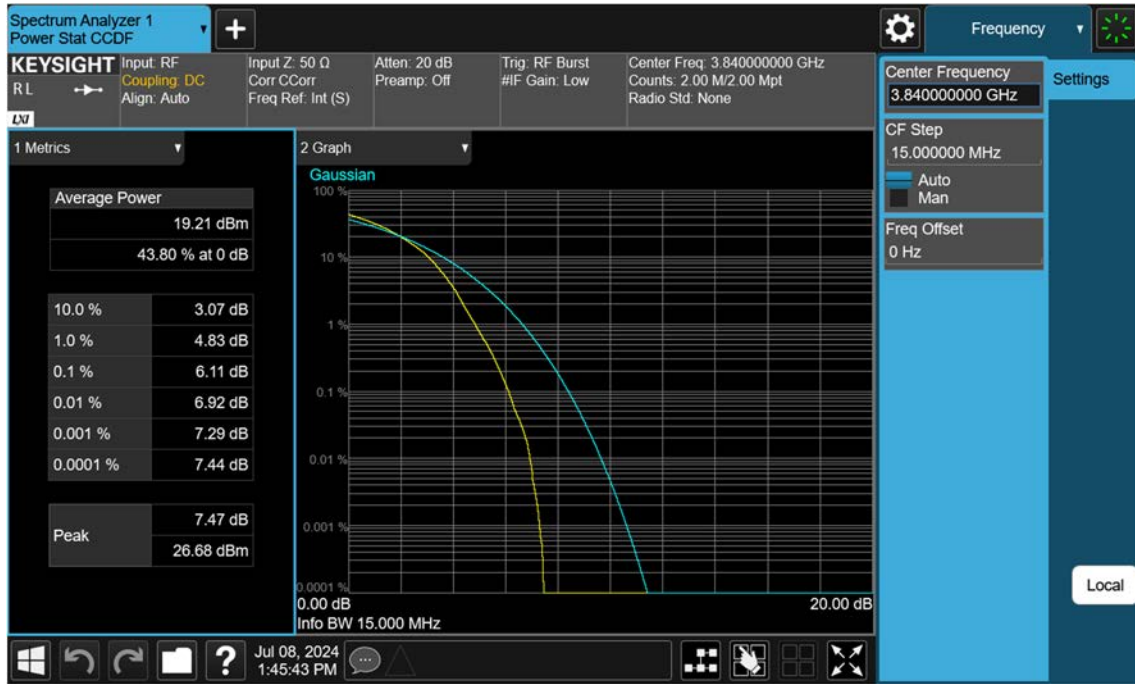 Spectrum Analyzer 1
Power Stat CCDF
+
Frequency
KEYSIGHT
R L
LXI
Input: RF
Coupling: DC
Align: Auto
Input Z: 50 Ω
Corr CCorr
Freq Ref: Int (S)
Atten: 20 dB
Preamp: Off
Trig: RF Burst
#IF Gain: Low
Center Freq: 3.840000000 GHz
Counts: 2.00 M/2.00 Mpt
Radio Std: None
Center Frequency
3.840000000 GHz
Settings
CF Step
15.000000 MHz
Auto
Man
Freq Offset
0 Hz
1 Metrics
Average Power
19.21 dBm
43.80 % at 0 dB
10.0 % 3.07 dB
1.0 % 4.83 dB
0.1 % 6.11 dB
0.01 % 6.92 dB
0.001 % 7.29 dB
0.0001 % 7.44 dB
Peak
7.47 dB
26.68 dBm
2 Graph
Gaussian
100 %
10 %
1 %
0.1 %
0.01 %
0.001 %
0.0001 %
0.00 dB 20.00 dB
Info BW 15.000 MHz
Local
?
Jul 08, 2024
1:45:43 PM